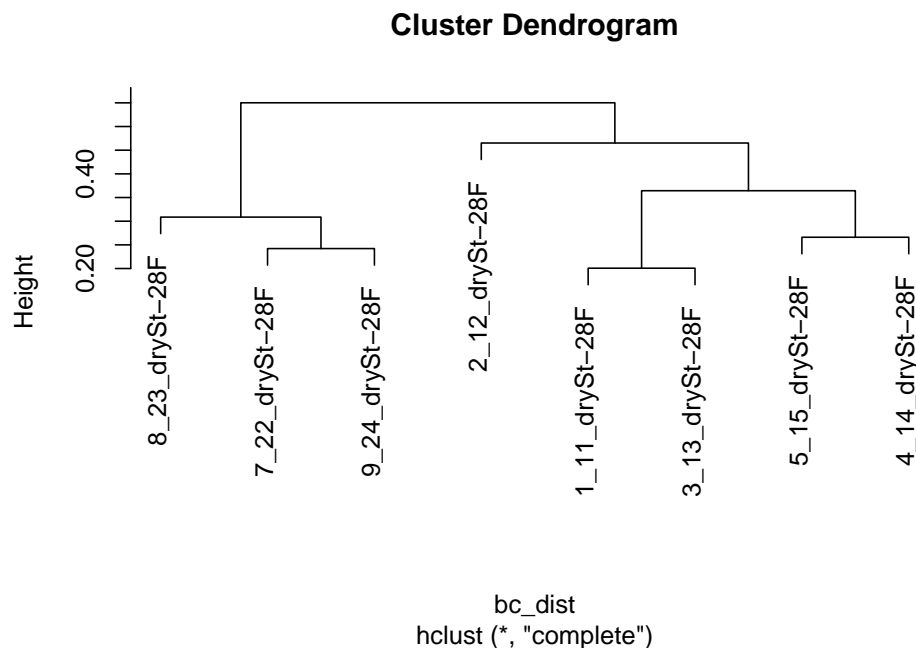 Cluster Dendrogram
Height
0.20
0.40
8_23_drySt−28F
7_22_drySt−28F
9_24_drySt−28F
2_12_drySt−28F
1_11_drySt−28F
3_13_drySt−28F
5_15_drySt−28F
4_14_drySt−28F
bc_dist
hclust (*, "complete")